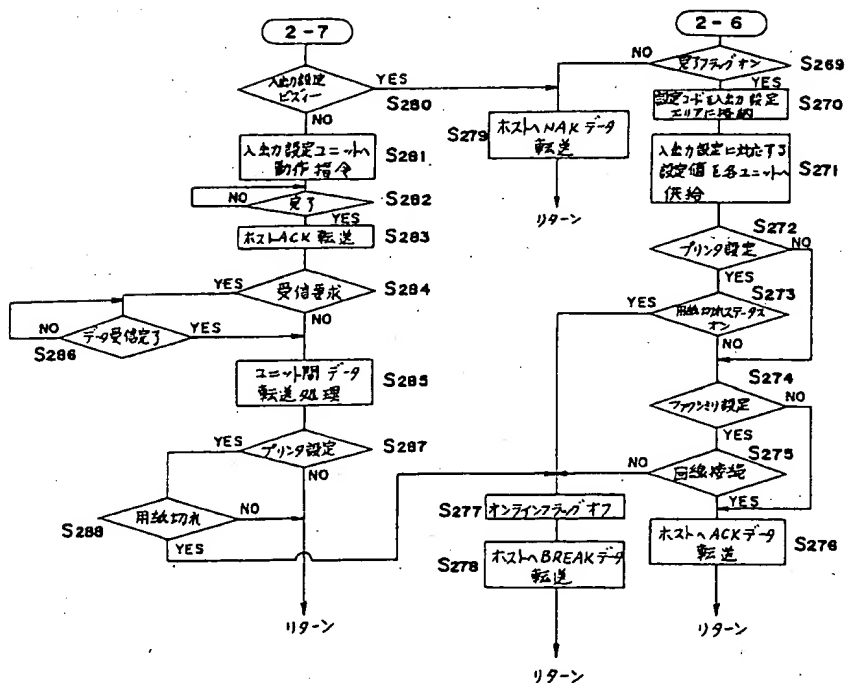 2-7
入出力設定
ビズィー
YES
S280
NO
入出力設定ユニットへ
動作指令
S281
完了
NO
S282
YES
ホストACK転送
S283
受信要求
YES
S284
NO
データ受信完了
NO
YES
S286
ユニット間データ
転送処理
S285
プリンタ設定
YES
S287
NO
用紙切れ
NO
S288
YES
リターン
2-6
完了フラッグオン
NO
S269
YES
設定コードを入出力設定
エリアに格納
S270
S279
ホストへNAKデータ
転送
リターン
入出力設定に対応する
設定値を各ユニットへ
供給
S271
S272
プリンタ設定
NO
YES
S273
用紙切れステータス
オン
YES
NO
S274
ファクシミリ設定
NO
YES
S275
回線接続
NO
YES
S277
オンラインフラッグオフ
S278
ホストへBREAKデータ
転送
リターン
ホストへACKデータ
転送
S276
リターン